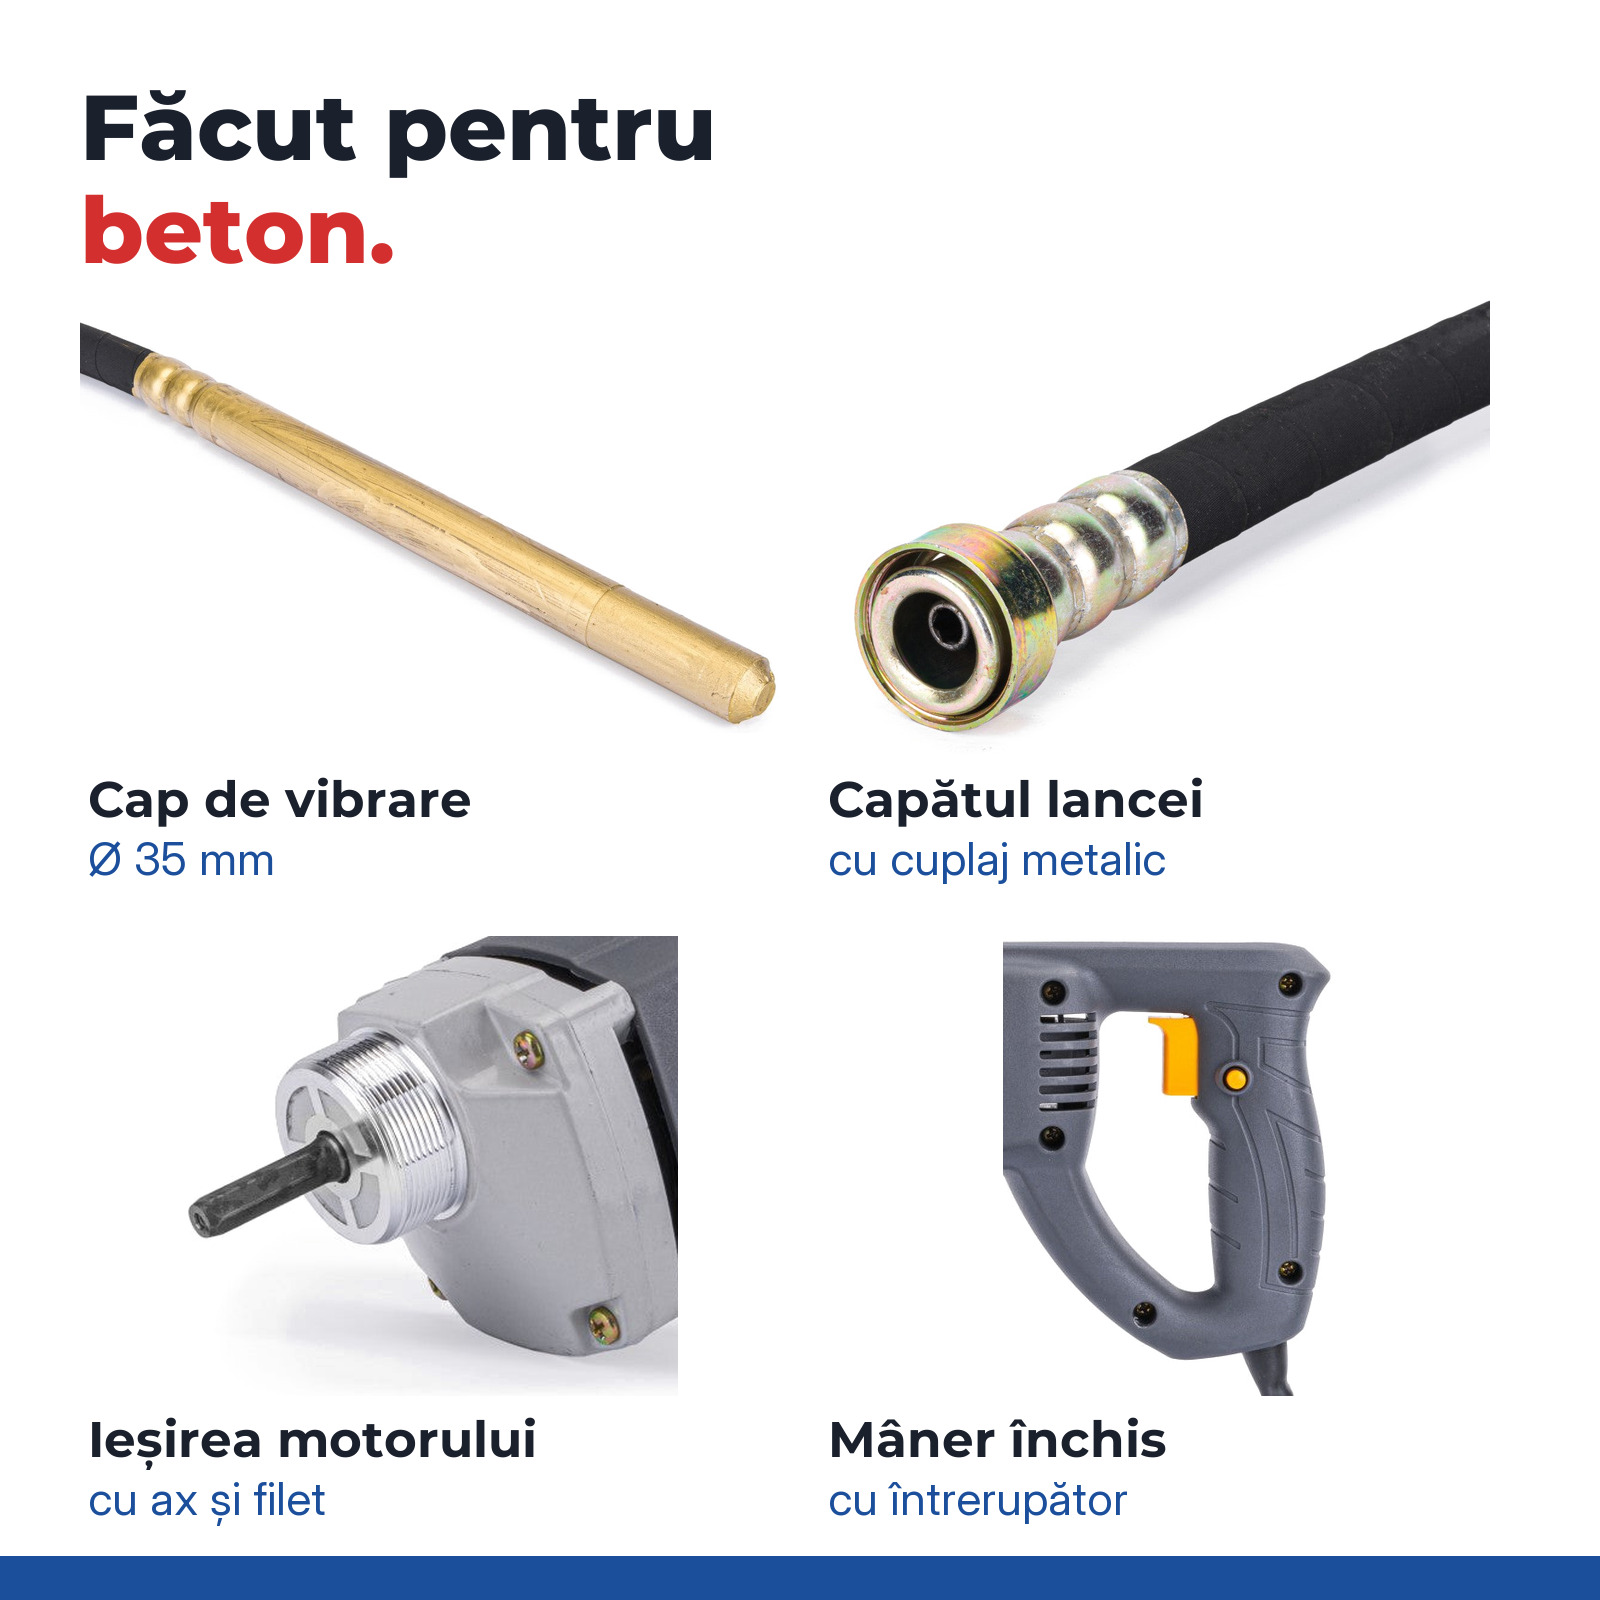 Făcut pentru
beton.
Cap de vibrare
Ø 35 mm
Capătul lancei
cu cuplaj metalic
Ieșirea motorului
cu ax și filet
Mâner închis
cu întrerupător